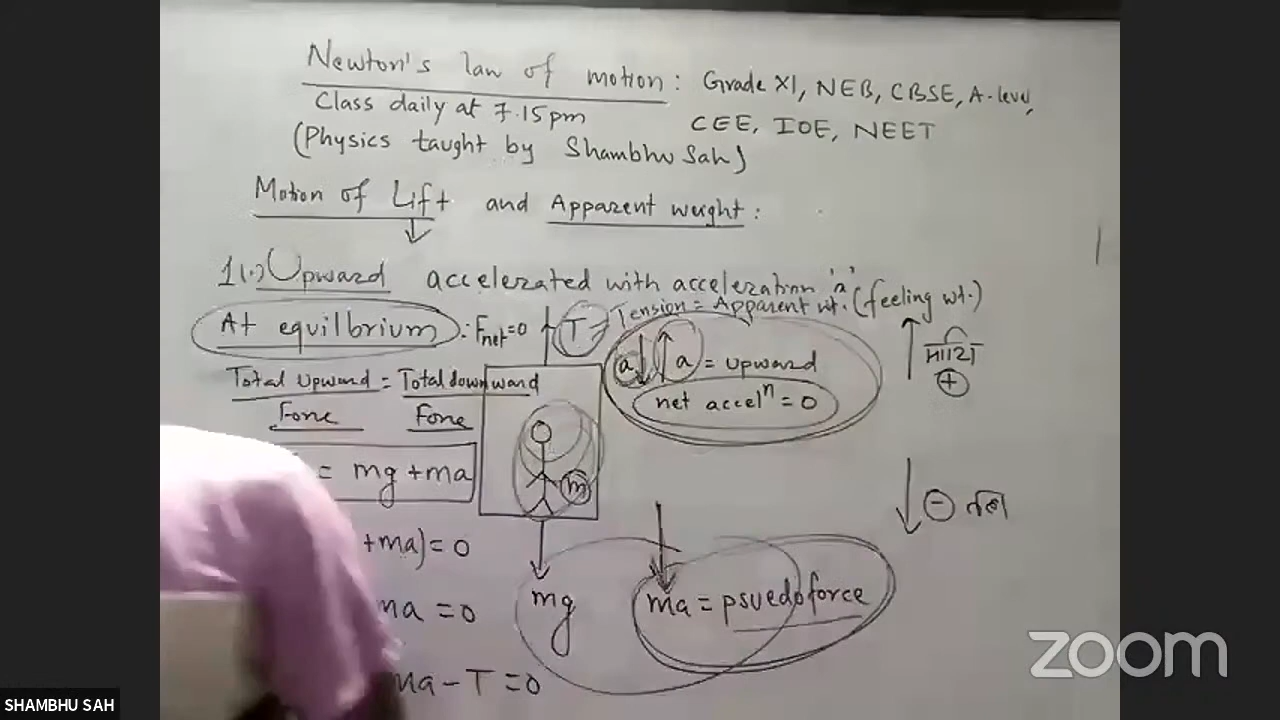 Newton's law of motion : Grade XI, NEB, CBSE, A-level,
CEE, IOE, NEET
Class daily at 7.15pm
(Physics taught by Shambhu Sah)
Motion of Lift and Apparent weight :
1(.) Upward accelerated with acceleration 'a'
T = Tension = Apparent wt. (feeling wt.)
At equilbrium : Fnet=0
a a = upward
net accelⁿ = 0
माथि
+
Total upward = Total downward
Force Force
= mg + ma
m
−
+ma) = 0
mg
ma = psuedoforce
ma = 0
ma - T = 0
zoom
SHAMBHU SAH